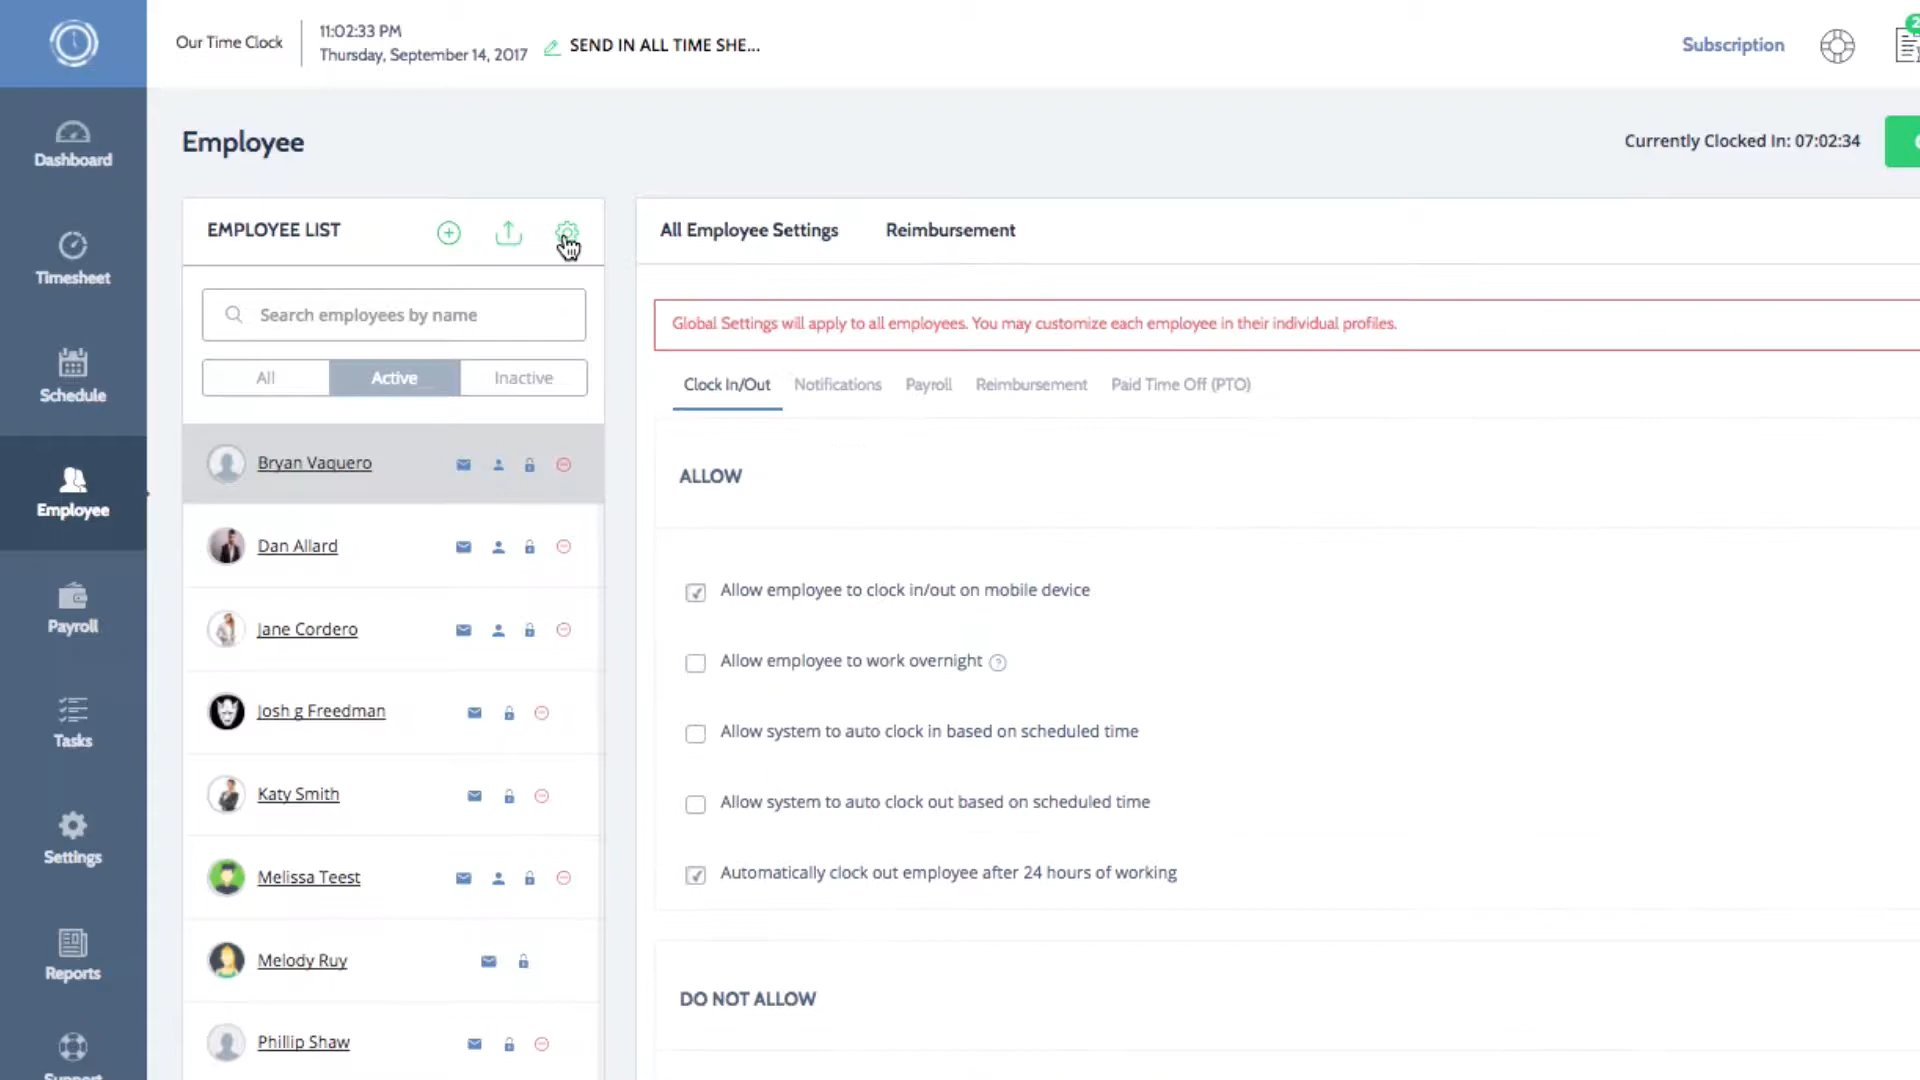 Our Time Clock
11:02:33 PM
Thursday, September 14, 2017
SEND IN ALL TIME SHE...
Subscription
2
Dashboard
Timesheet
Schedule
Employee
Payroll
Tasks
Settings
Reports
Support
Employee
Currently Clocked In: 07:02:34
EMPLOYEE LIST
Search employees by name
All
Active
Inactive
Bryan Vaquero
Dan Allard
Jane Cordero
Josh g Freedman
Katy Smith
Melissa Teest
Melody Ruy
Phillip Shaw
All Employee Settings
Reimbursement
Global Settings will apply to all employees. You may customize each employee in their individual profiles.
Clock In/Out
Notifications
Payroll
Reimbursement
Paid Time Off (PTO)
ALLOW
Allow employee to clock in/out on mobile device
Allow employee to work overnight ?
Allow system to auto clock in based on scheduled time
Allow system to auto clock out based on scheduled time
Automatically clock out employee after 24 hours of working
DO NOT ALLOW